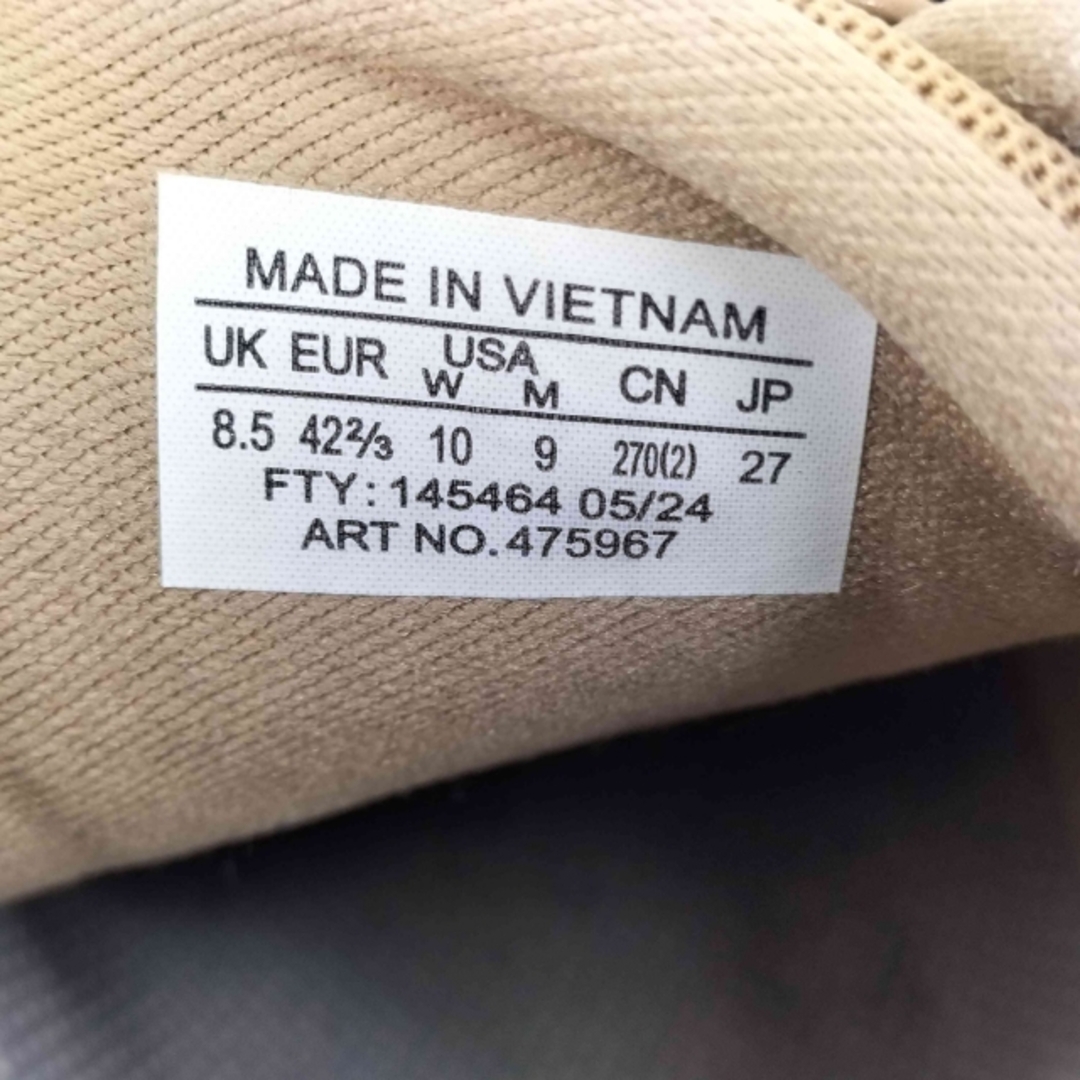 MADE IN VIETNAM
UK EUR USA CN JP
W M
8.5 42⅔ 10 9 270(2) 27
FTY: 145464 05/24
ART NO. 475967